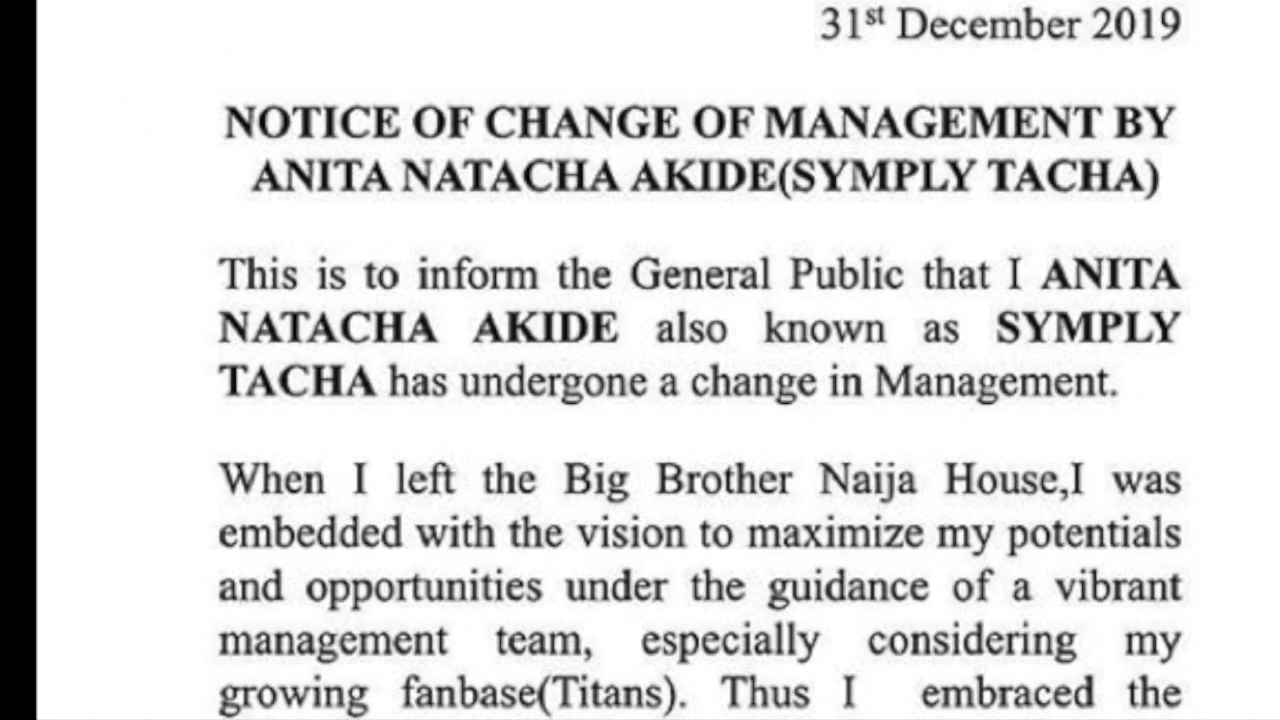 31st December 2019
NOTICE OF CHANGE OF MANAGEMENT BY
ANITA NATACHA AKIDE(SYMPLY TACHA)
This is to inform the General Public that I ANITA
NATACHA AKIDE also known as SYMPLY
TACHA has undergone a change in Management.
When I left the Big Brother Naija House,I was
embedded with the vision to maximize my potentials
and opportunities under the guidance of a vibrant
management team, especially considering my
growing fanbase(Titans). Thus I embraced the